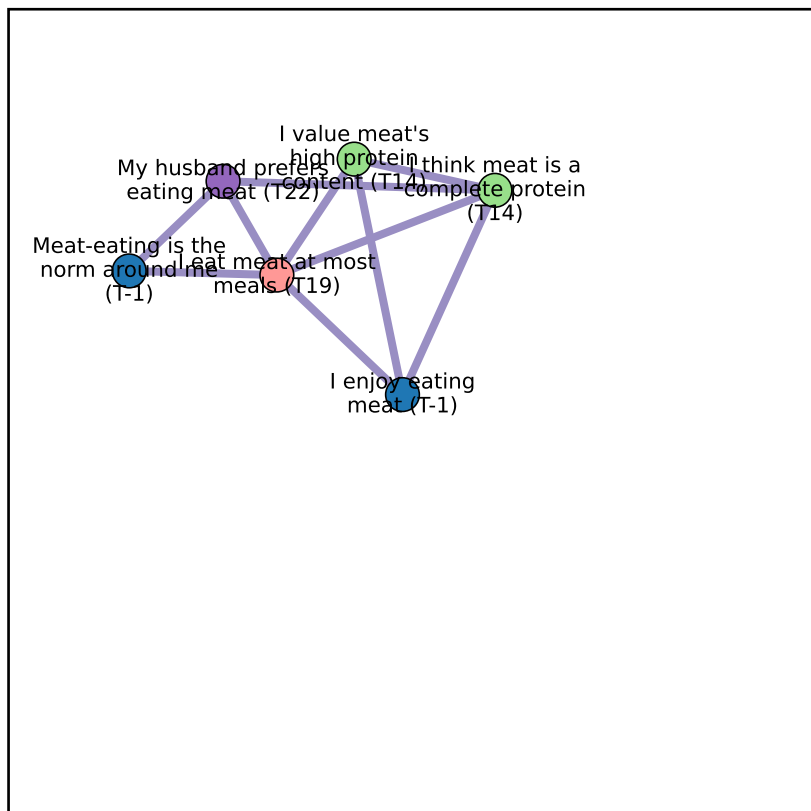 I value meat's
high protein
content (T14)
I think meat is a
complete protein
(T14)
My husband prefers
eating meat (T22)
Meat-eating is the
norm around me
(T-1)
I eat meat at most
meals (T19)
I enjoy eating
meat (T-1)